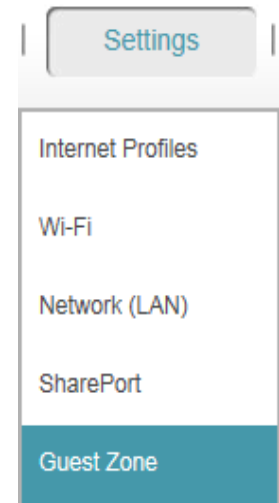 Settings
Internet Profiles
Wi-Fi
Network (LAN)
SharePort
Guest Zone